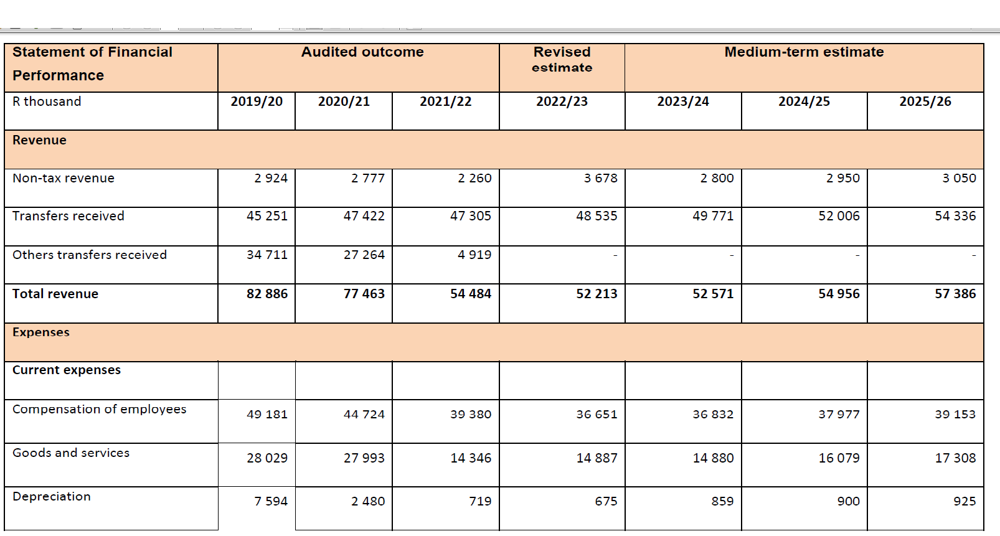 Statement of Financial Performance Audited outcome Revised estimate Medium-term estimate
R thousand 2019/20 2020/21 2021/22 2022/23 2023/24 2024/25 2025/26
Revenue
Non-tax revenue 2 924 2 777 2 260 3 678 2 800 2 950 3 050
Transfers received 45 251 47 422 47 305 48 535 49 771 52 006 54 336
Others transfers received 34 711 27 264 4 919 - - - -
Total revenue 82 886 77 463 54 484 52 213 52 571 54 956 57 386
Expenses
Current expenses
Compensation of employees 49 181 44 724 39 380 36 651 36 832 37 977 39 153
Goods and services 28 029 27 993 14 346 14 887 14 880 16 079 17 308
Depreciation 7 594 2 480 719 675 859 900 925